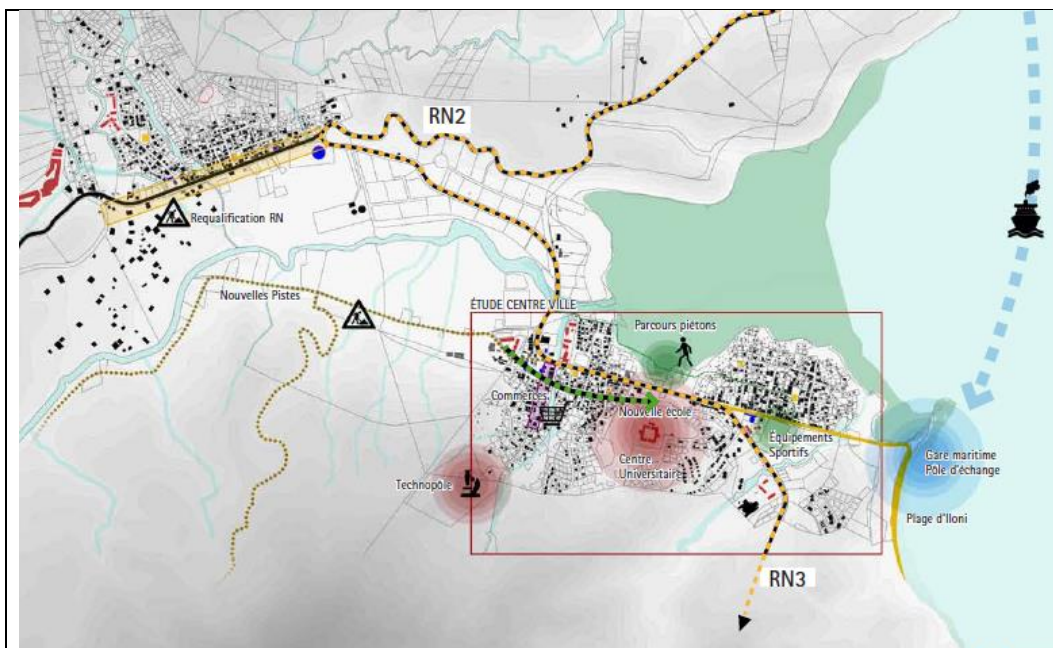 RN2
Requalification RN
Nouvelles Pistes
ÉTUDE CENTRE VILLE
Parcours piétons
Commerces
Nouvelle école
Centre
Universitaire
Équipements
Sportifs
Technopôle
Gare maritime
Pôle d'échange
Plage d'Iloni
RN3